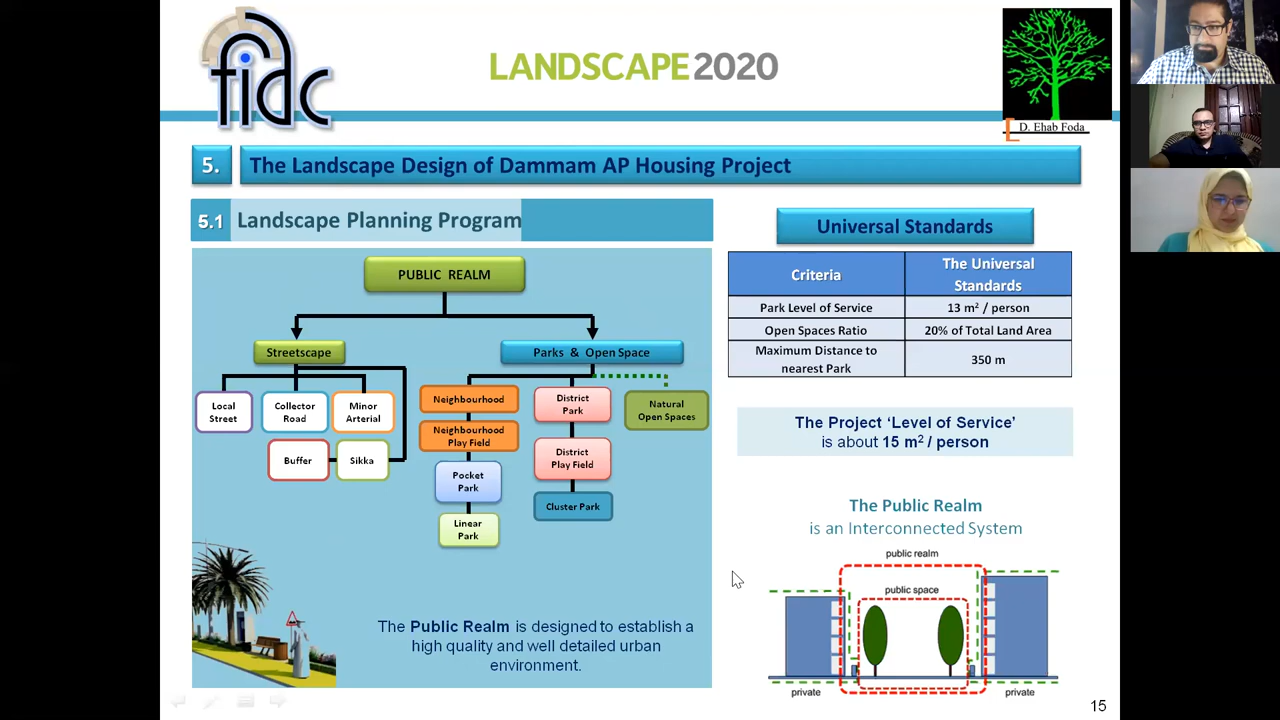 fidc
LANDSCAPE2020
D. Ehab Foda
5.
The Landscape Design of Dammam AP Housing Project
5.1
Landscape Planning Program
PUBLIC REALM
Streetscape
Parks & Open Space
Local
Street
Collector
Road
Minor
Arterial
Buffer
Sikka
Neighbourhood
Neighbourhood
Play Field
Pocket
Park
Linear
Park
District
Park
District
Play Field
Cluster Park
Natural
Open Spaces
The Public Realm is designed to establish a
high quality and well detailed urban
environment.
Universal Standards
Criteria
The Universal
Standards
Park Level of Service
13 m² / person
Open Spaces Ratio
20% of Total Land Area
Maximum Distance to
nearest Park
350 m
The Project ‘Level of Service’
is about 15 m² / person
The Public Realm
is an Interconnected System
public realm
public space
private
private
15